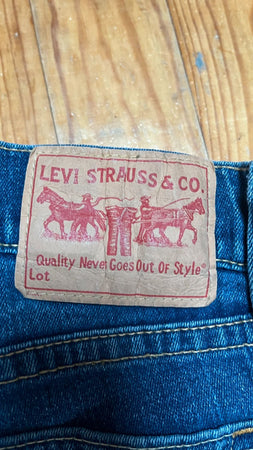 LEVI STRAUSS & CO.
Quality Never Goes Out Of Style®
Lot